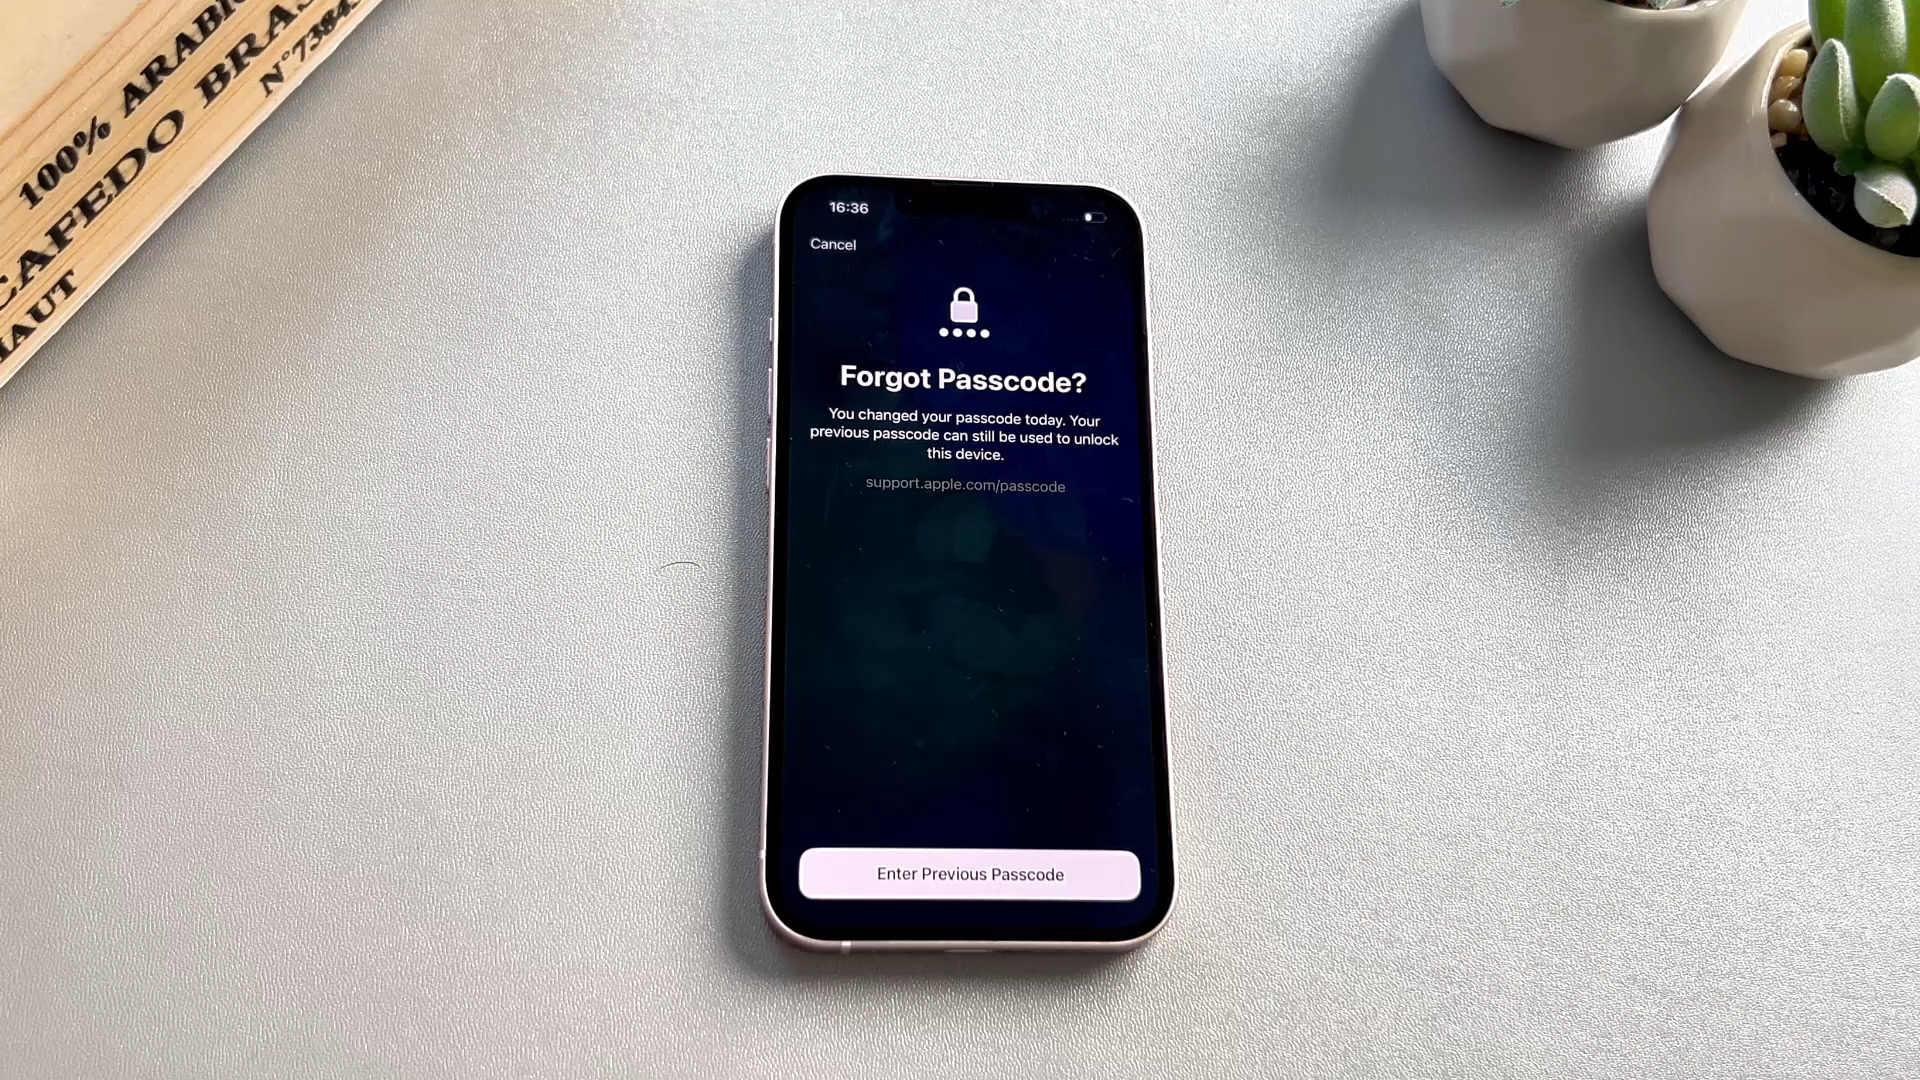 100% ARABI
CAFEDO BRA
N°7384
HAUT
16:36
Cancel
Forgot Passcode?
You changed your passcode today. Your
previous passcode can still be used to unlock
this device.
support.apple.com/passcode
Enter Previous Passcode